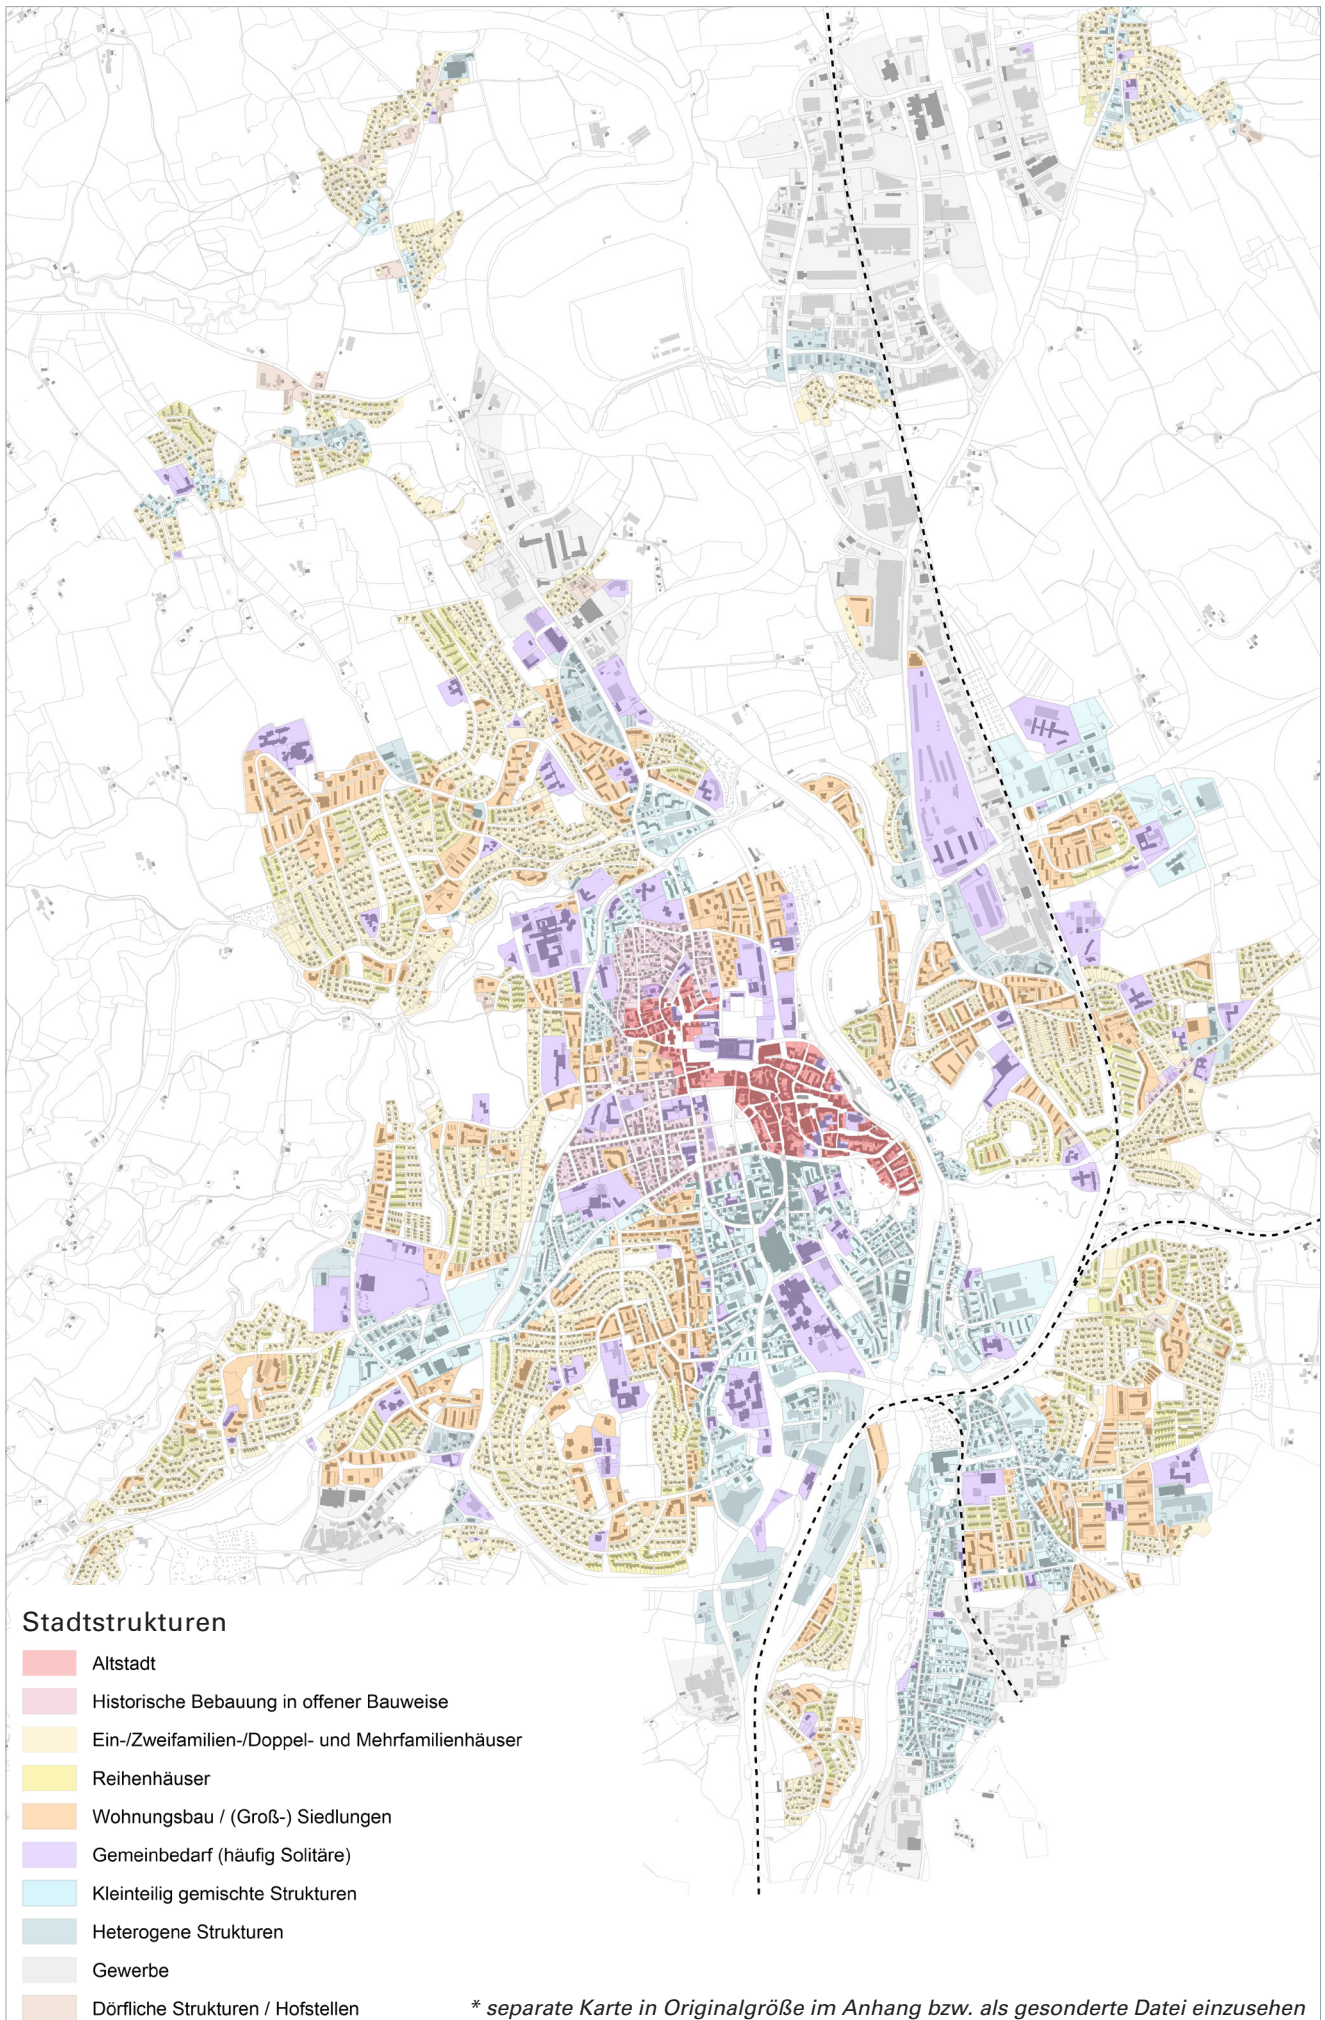 Stadtstrukturen
Altstadt
Historische Bebauung in offener Bauweise
Ein-/Zweifamilien-/Doppel- und Mehrfamilienhäuser
Reihenhäuser
Wohnungsbau / (Groß-) Siedlungen
Gemeinbedarf (häufig Solitäre)
Kleinteilig gemischte Strukturen
Heterogene Strukturen
Gewerbe
Dörfliche Strukturen / Hofstellen
* separate Karte in Originalgröße im Anhang bzw. als gesonderte Datei einzusehen